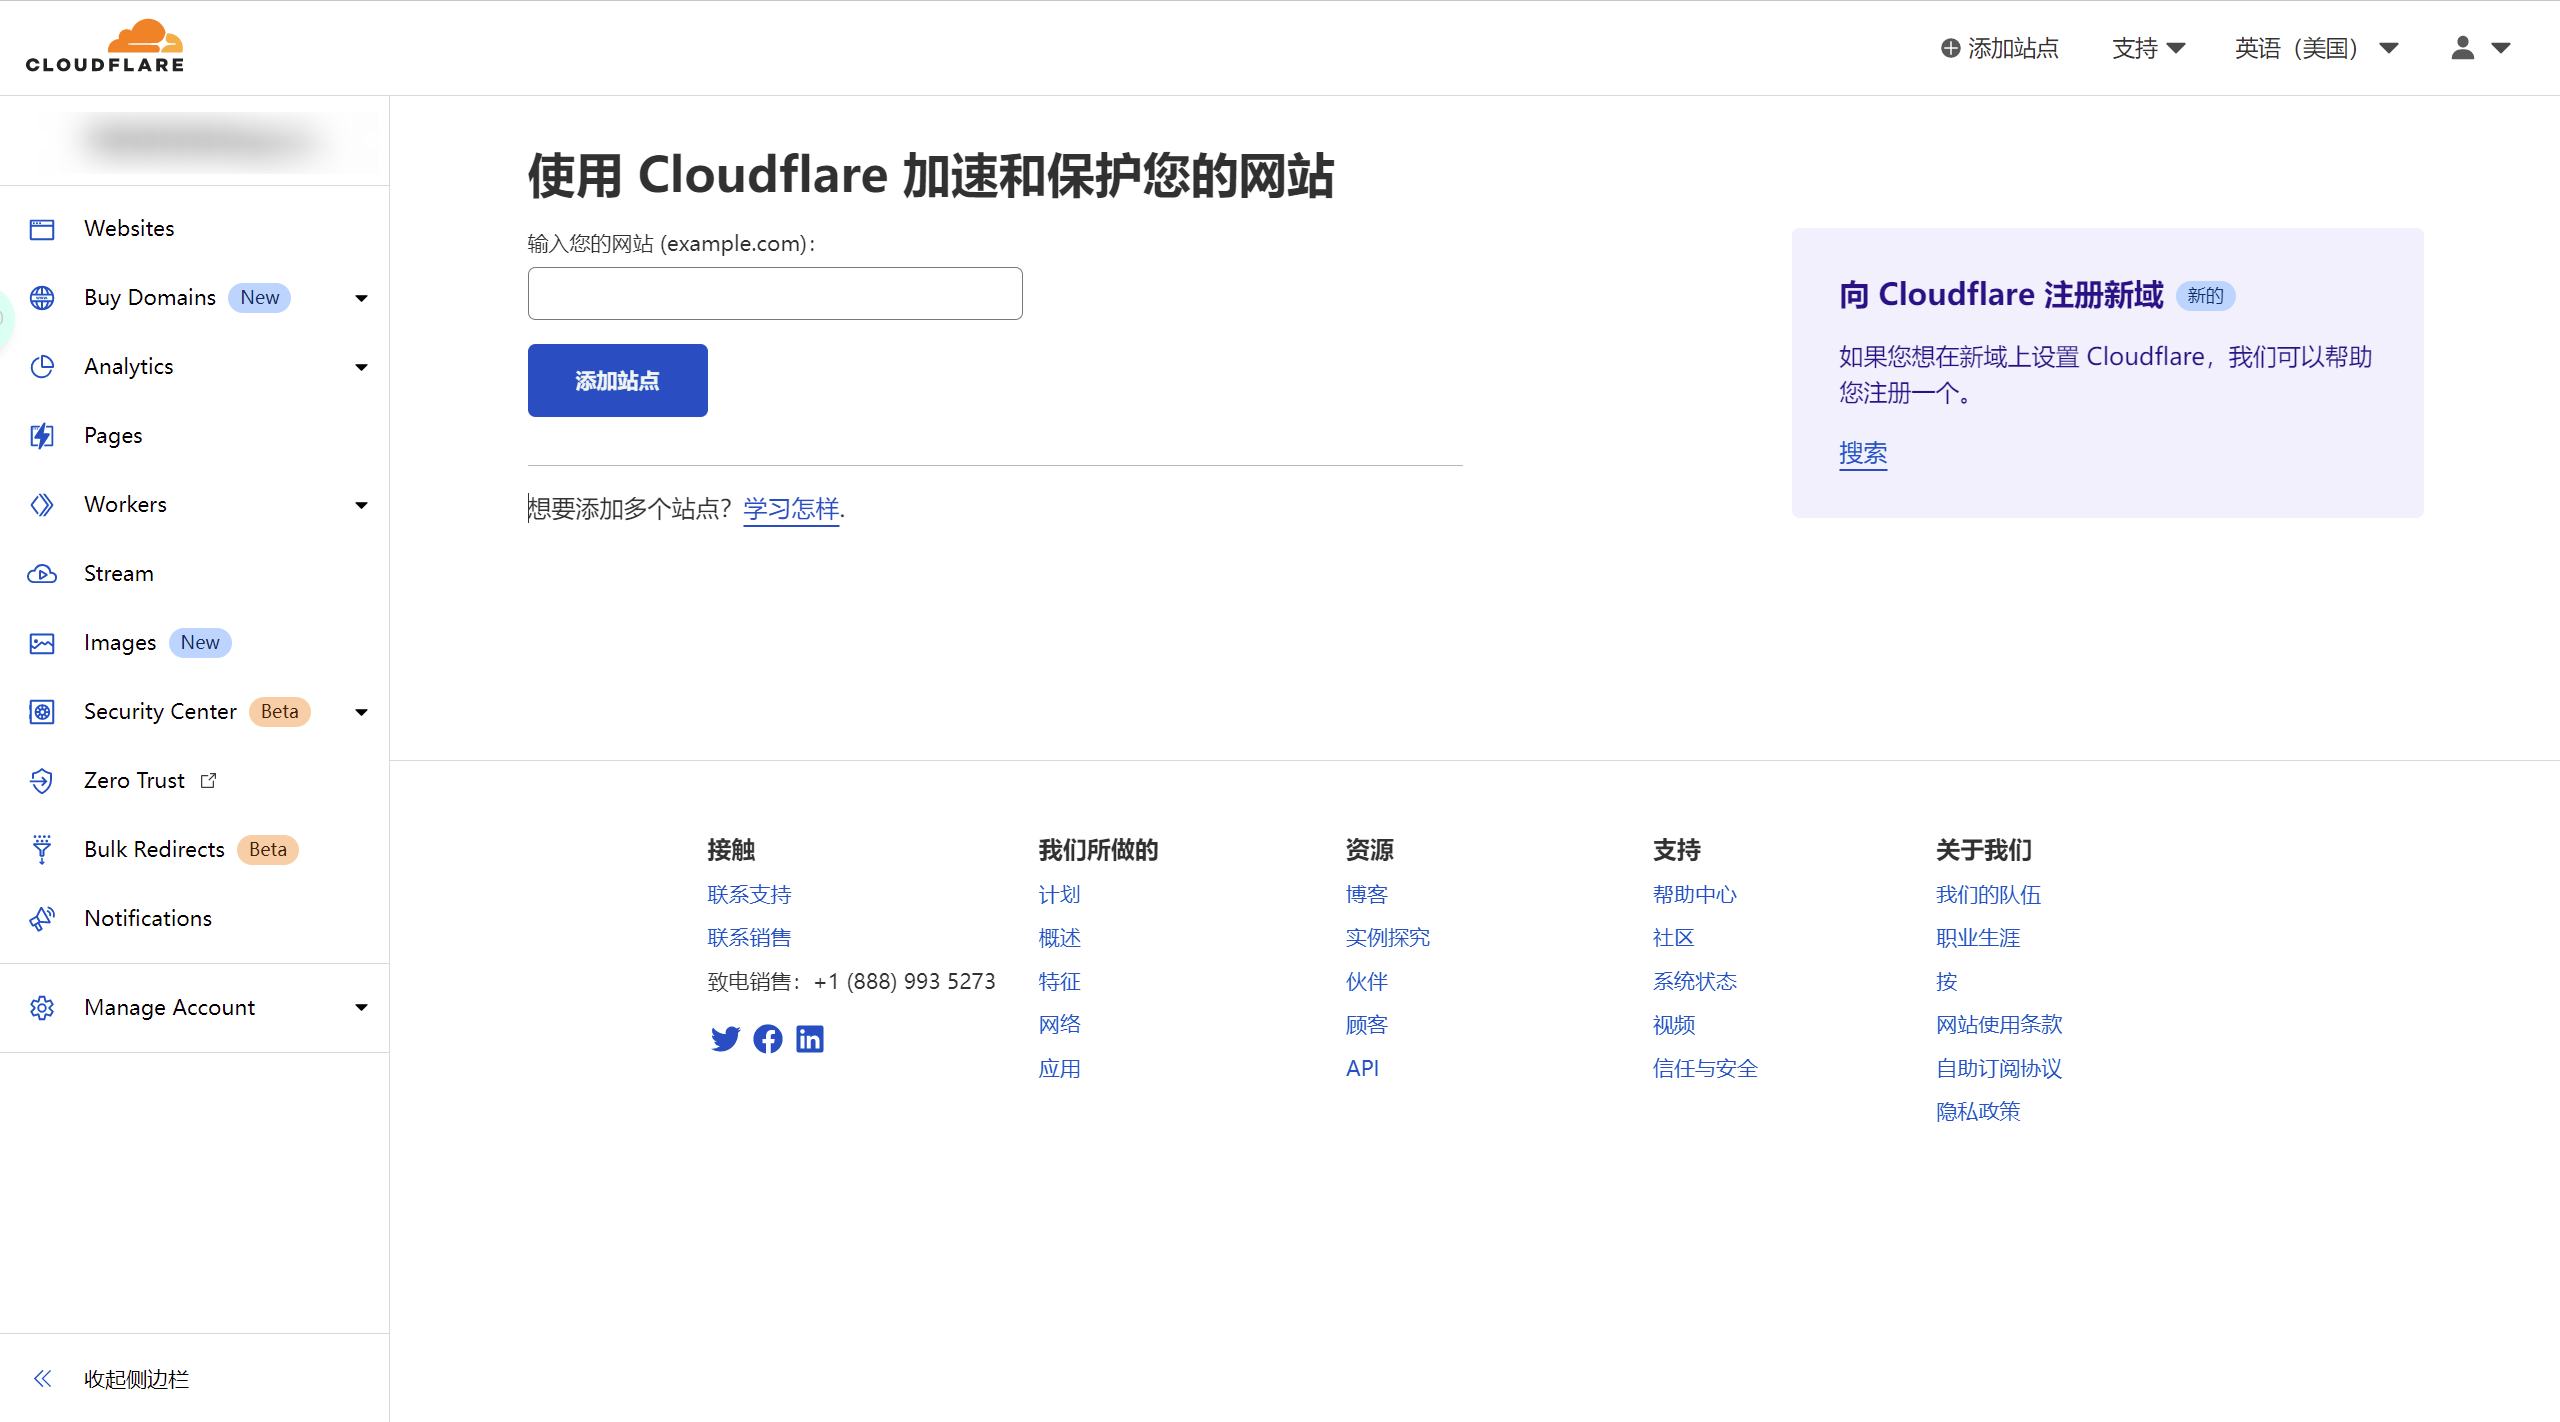 CLOUDFLARE
添加站点
支持
英语（美国）
Websites
Buy Domains New
Analytics
Pages
Workers
Stream
Images New
Security Center Beta
Zero Trust
Bulk Redirects Beta
Notifications
Manage Account
收起侧边栏
使用 Cloudflare 加速和保护您的网站
输入您的网站 (example.com)：
添加站点
想要添加多个站点？学习怎样.
向 Cloudflare 注册新域 新的
如果您想在新域上设置 Cloudflare，我们可以帮助
您注册一个。
搜索
接触
联系支持
联系销售
致电销售：+1 (888) 993 5273
我们所做的
计划
概述
特征
网络
应用
资源
博客
实例探究
伙伴
顾客
API
支持
帮助中心
社区
系统状态
视频
信任与安全
关于我们
我们的队伍
职业生涯
按
网站使用条款
自助订阅协议
隐私政策